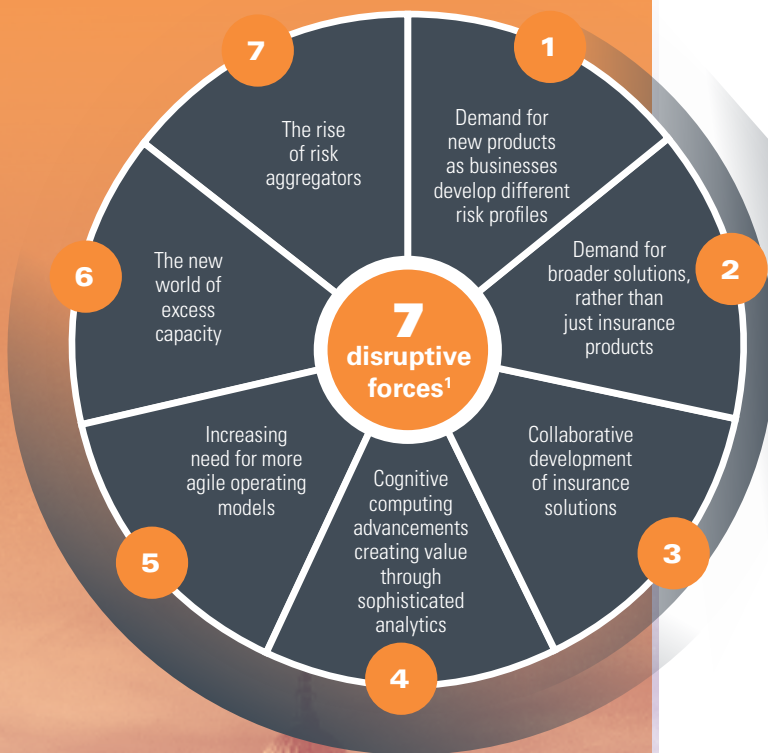 7
disruptive
forces¹
1
Demand for
new products
as businesses
develop different
risk profiles
2
Demand for
broader solutions,
rather than
just insurance
products
3
Collaborative
development
of insurance
solutions
4
Cognitive
computing
advancements
creating value
through
sophisticated
analytics
5
Increasing
need for more
agile operating
models
6
The new
world of
excess
capacity
7
The rise
of risk
aggregators